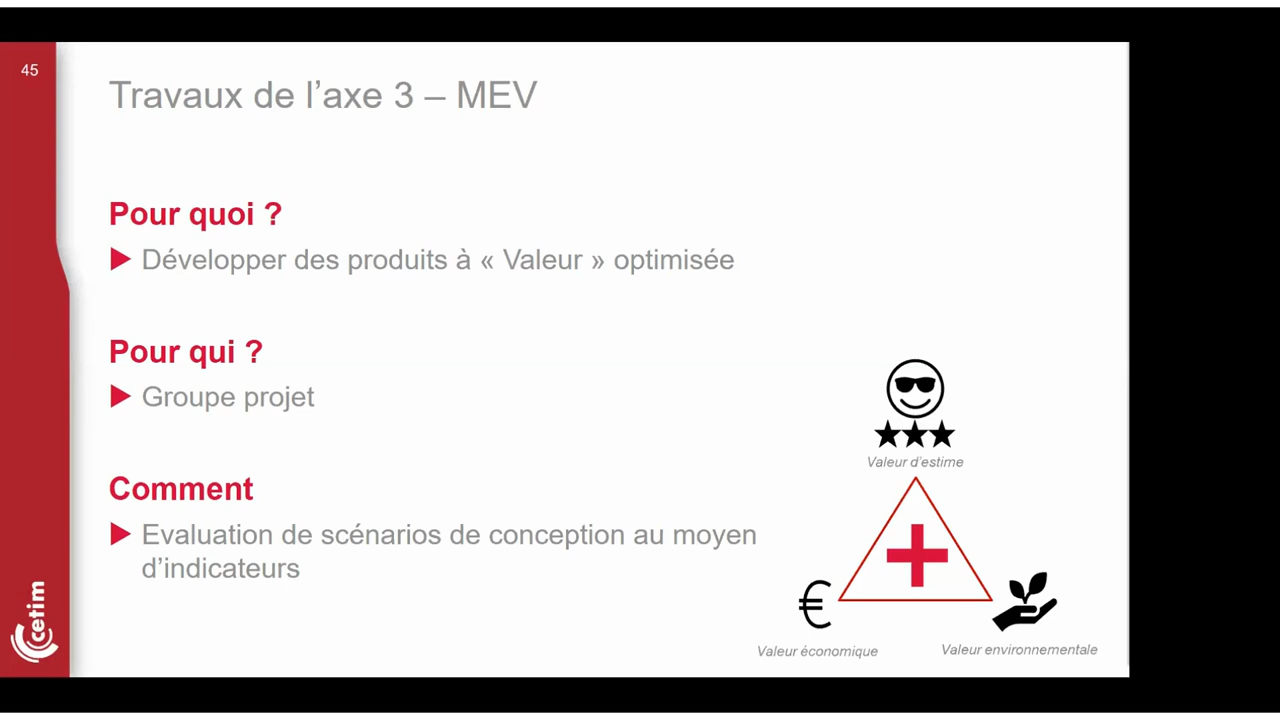 45
Travaux de l’axe 3 – MEV
Pour quoi ?
Développer des produits à « Valeur » optimisée
Pour qui ?
Groupe projet
Comment
Evaluation de scénarios de conception au moyen
d’indicateurs
Valeur d’estime
€
Valeur économique
Valeur environnementale
cetim